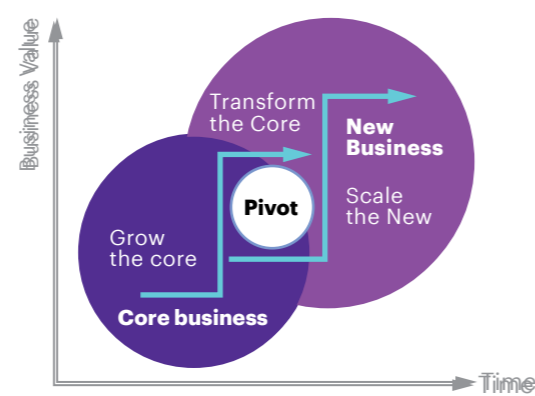 Business Value
Transform
the Core
New
Business
Pivot
Scale
the New
Grow
the core
Core business
Time